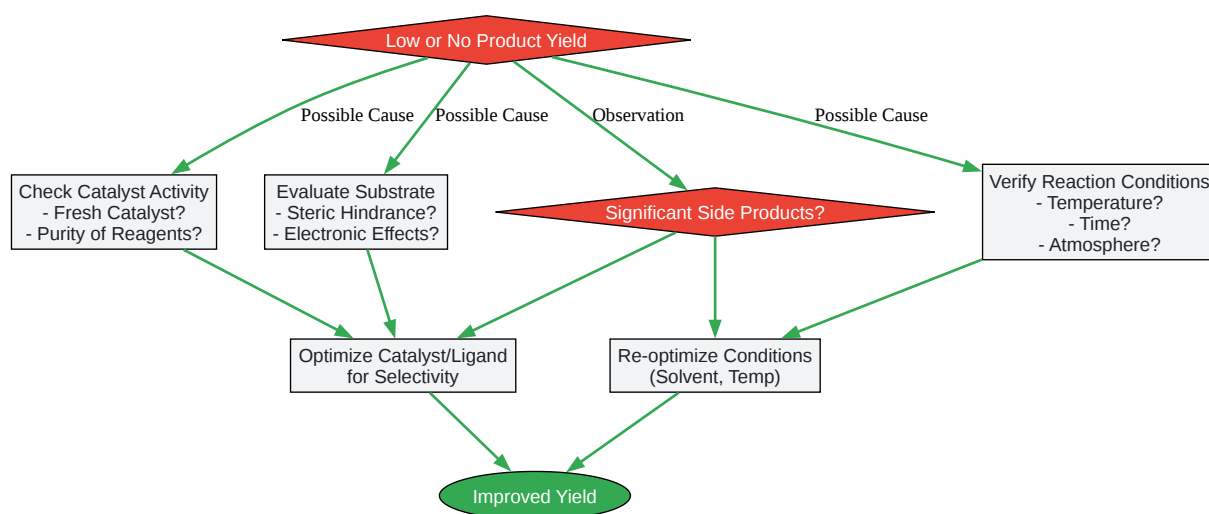 Low or No Product Yield
Possible Cause
Possible Cause
Observation
Possible Cause
Check Catalyst Activity
- Fresh Catalyst?
- Purity of Reagents?
Evaluate Substrate
- Steric Hindrance?
- Electronic Effects?
Significant Side Products?
Verify Reaction Conditions
- Temperature?
- Time?
- Atmosphere?
Optimize Catalyst/Ligand
for Selectivity
Re-optimize Conditions
(Solvent, Temp)
Improved Yield